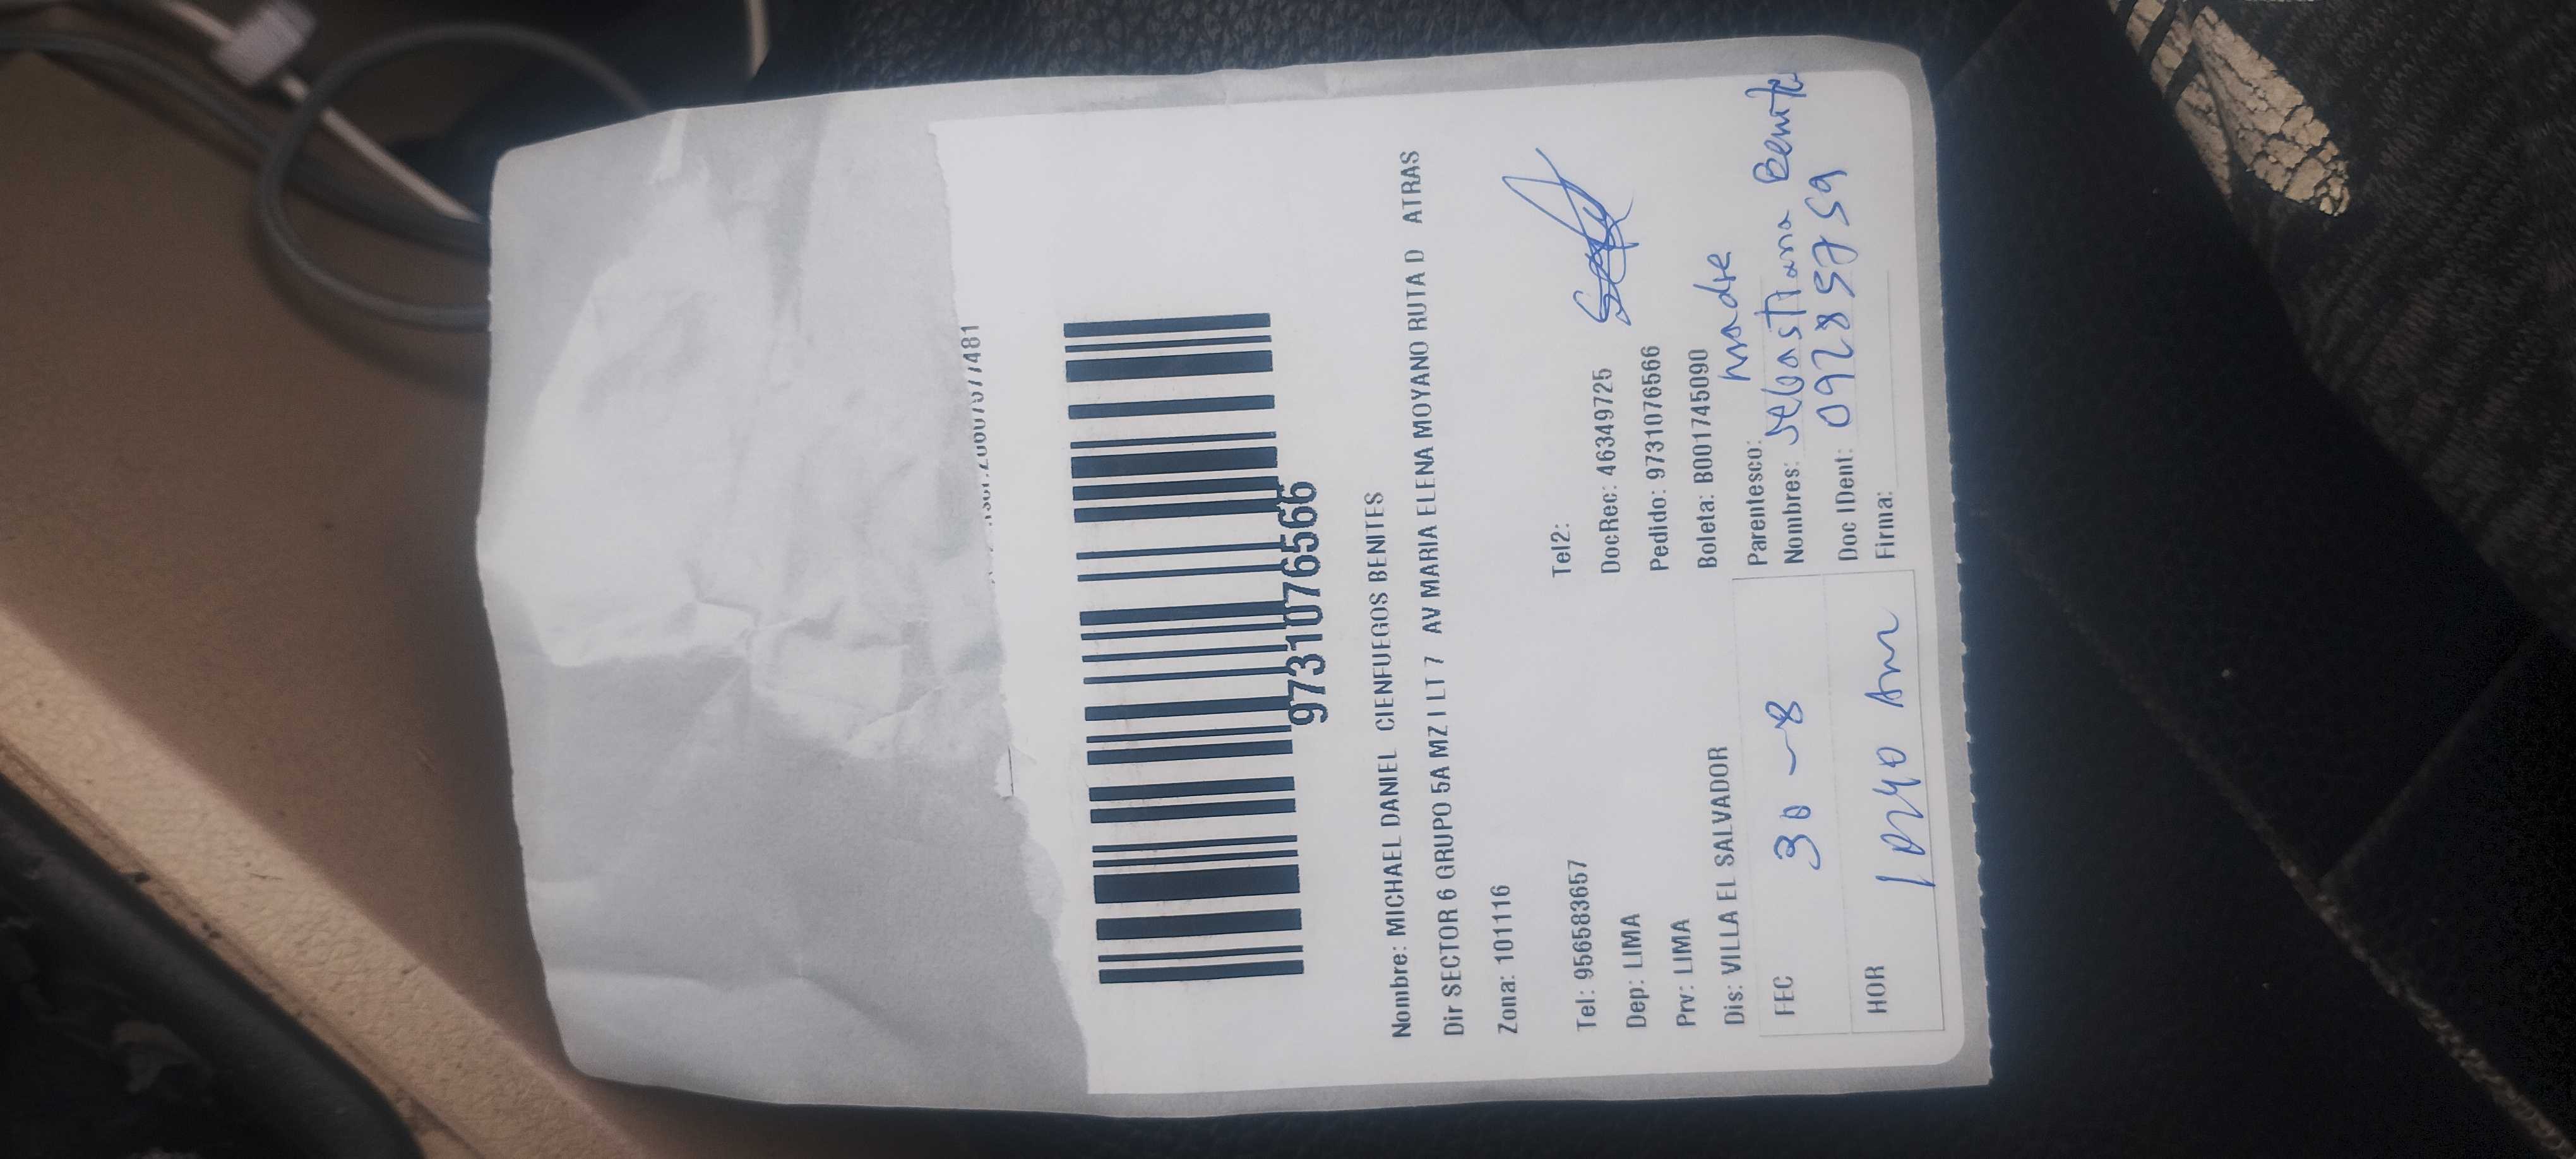 9731076566
Nombre: MICHAEL DANIEL CIENFUEGOS BENITES
Dir SECTOR 6 GRUPO 5A MZ I LT 7 AV MARIA ELENA MOYANO RUTA D ATRAS
Zona: 101116
Tel: 956583657 Tel2:
Dep: LIMA DocRec: 46349725
Prv: LIMA Pedido: 9731076566
Dis: VILLA EL SALVADOR Boleta: B001745090
FEC 30-8 Parentesco: madre
Nombres: Sebastiana Benites
HOR 10:40 Am Doc IDent: 09285759
Firma: